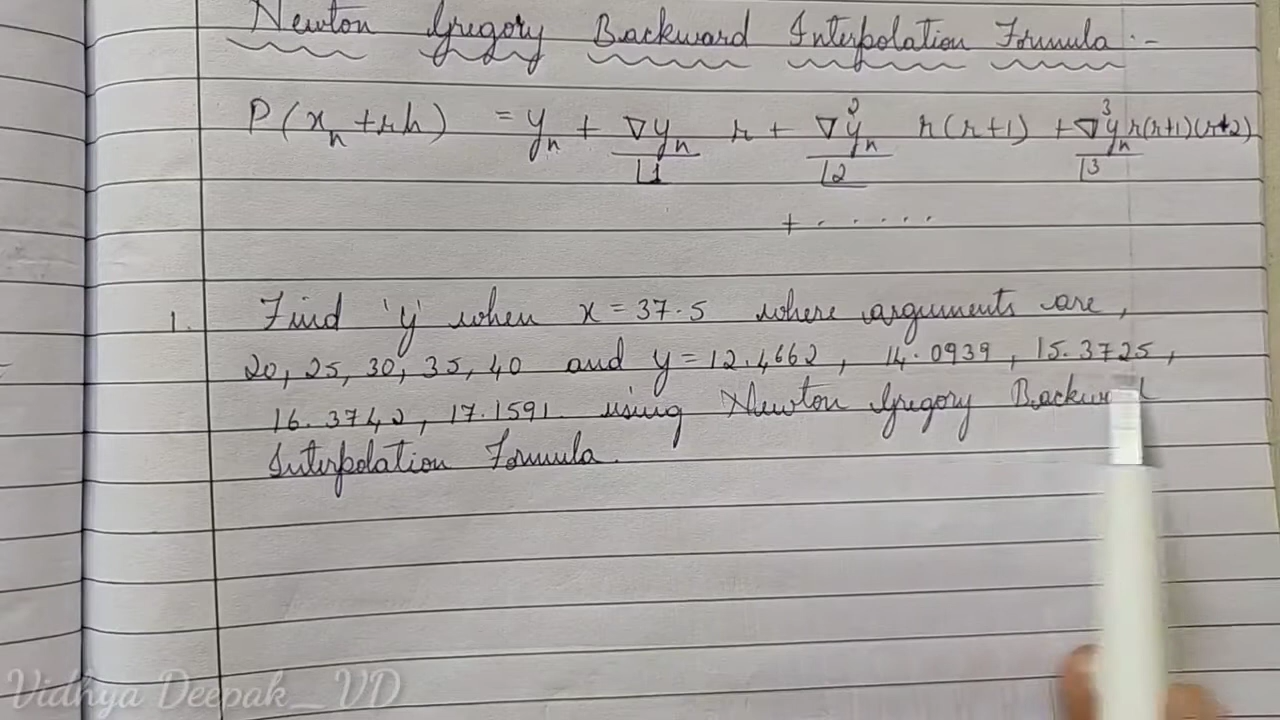 Newton Gregory Backward Interpolation Formula :-
P(xₙ+rh) = yₙ + ∇yₙ/⌊1 r + ∇²yₙ/⌊2 r(r+1) + ∇³yₙ/⌊3 r(r+1)(r+2)
+ . . . . . .
1. Find 'y' when x = 37.5 where arguments are,
20, 25, 30, 35, 40 and y = 12.4662, 14.0939, 15.3725,
16.3742, 17.1591 using Newton Gregory Backward
Interpolation Formula.
Vidhya Deepak_VD